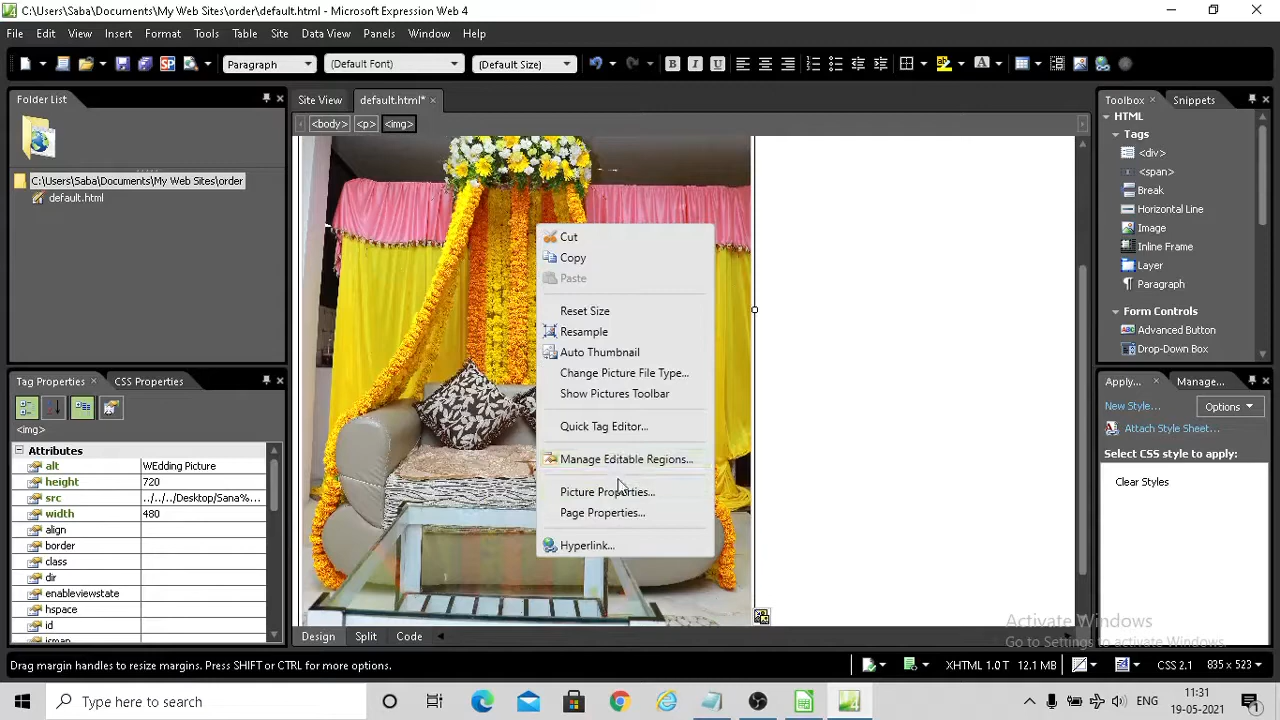 C:\Users\Saba\Documents\My Web Sites\order\default.html - Microsoft Expression Web 4
File Edit View Insert Format Tools Table Site Data View Panels Window Help
Paragraph (Default Font) (Default Size) B I U
Folder List
C:\Users\Saba\Documents\My Web Sites\order
default.html
Site View default.html*
<body> <p> <img>
Cut
Copy
Paste
Reset Size
Resample
Auto Thumbnail
Change Picture File Type...
Show Pictures Toolbar
Quick Tag Editor...
Manage Editable Regions...
Picture Properties...
Page Properties...
Hyperlink...
Toolbox Snippets
HTML
Tags
<div>
<span>
Break
Horizontal Line
Image
Inline Frame
Layer
Paragraph
Form Controls
Advanced Button
Drop-Down Box
Tag Properties CSS Properties
<img>
Attributes
alt WEdding Picture
height 720
src ../../../Desktop/Sana%...
width 480
align
border
class
dir
enableviewstate
hspace
id
ismap
Apply... Manage...
New Style... Options
Attach Style Sheet...
Select CSS style to apply:
Clear Styles
Activate Windows
Go to Settings to activate Windows.
Design Split Code
Drag margin handles to resize margins. Press SHIFT or CTRL for more options.
XHTML 1.0 T 12.1 MB CSS 2.1 835 x 523
Type here to search
ENG
11:31
19-05-2021